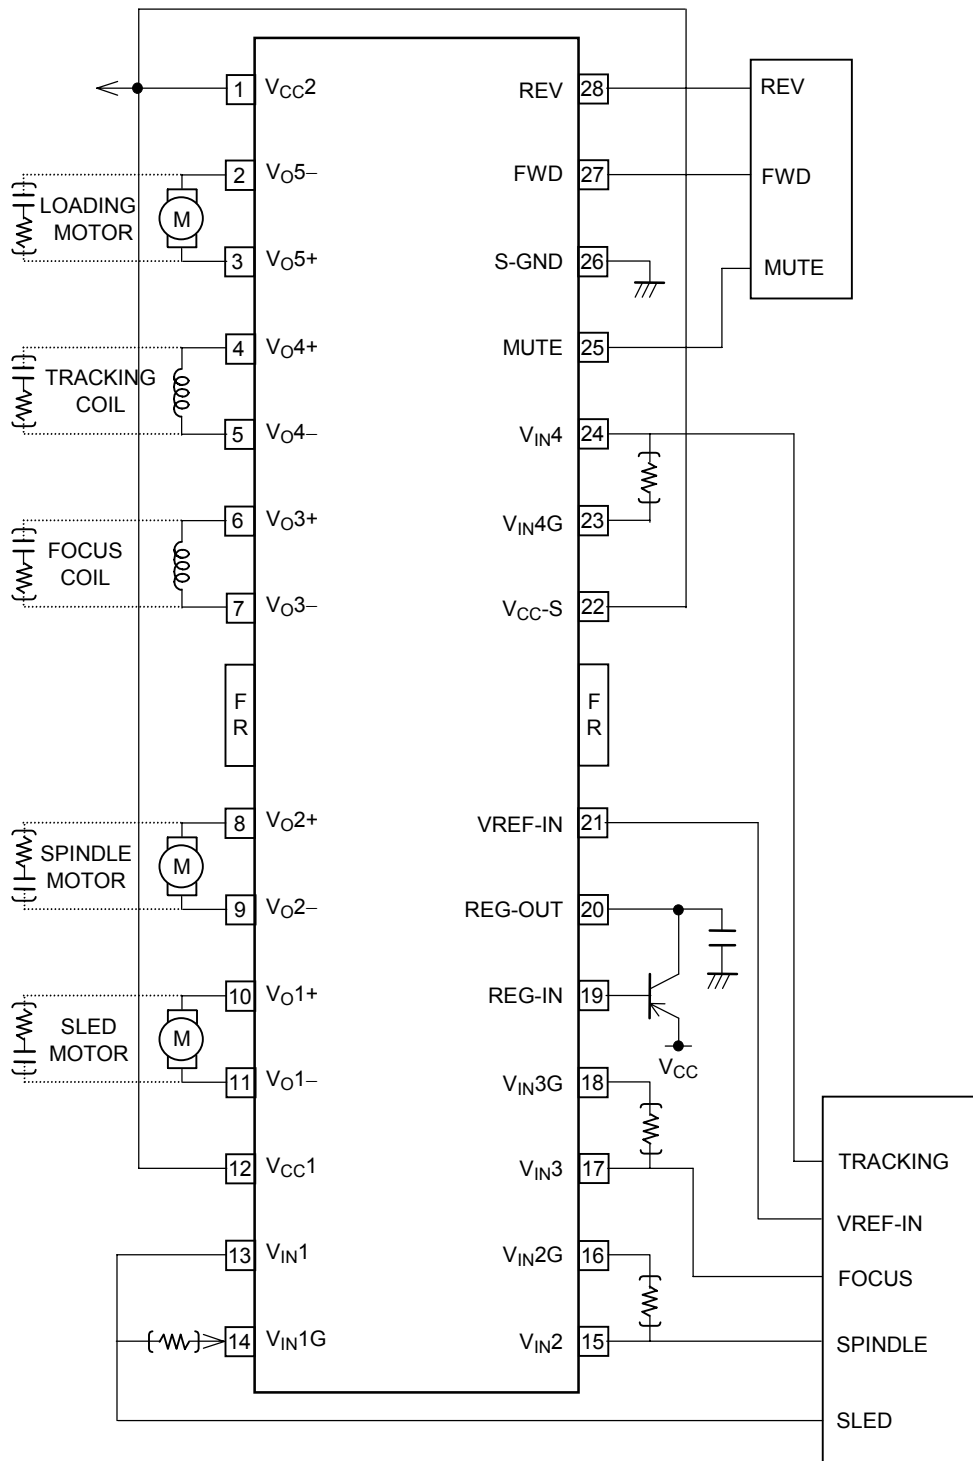 1 VCC2 REV 28 REV
2 VO5− FWD 27 FWD
LOADING
MOTOR
M
3 VO5+ S-GND 26
MUTE
4 VO4+ MUTE 25
TRACKING
COIL
5 VO4− VIN4 24
6 VO3+ VIN4G 23
FOCUS
COIL
7 VO3− VCC-S 22
F
R
F
R
8 VO2+ VREF-IN 21
SPINDLE
MOTOR
M
9 VO2− REG-OUT 20
10 VO1+ REG-IN 19
SLED
MOTOR
M
VCC
11 VO1− VIN3G 18
12 VCC1 VIN3 17
TRACKING
VREF-IN
13 VIN1 VIN2G 16
FOCUS
14 VIN1G VIN2 15
SPINDLE
SLED